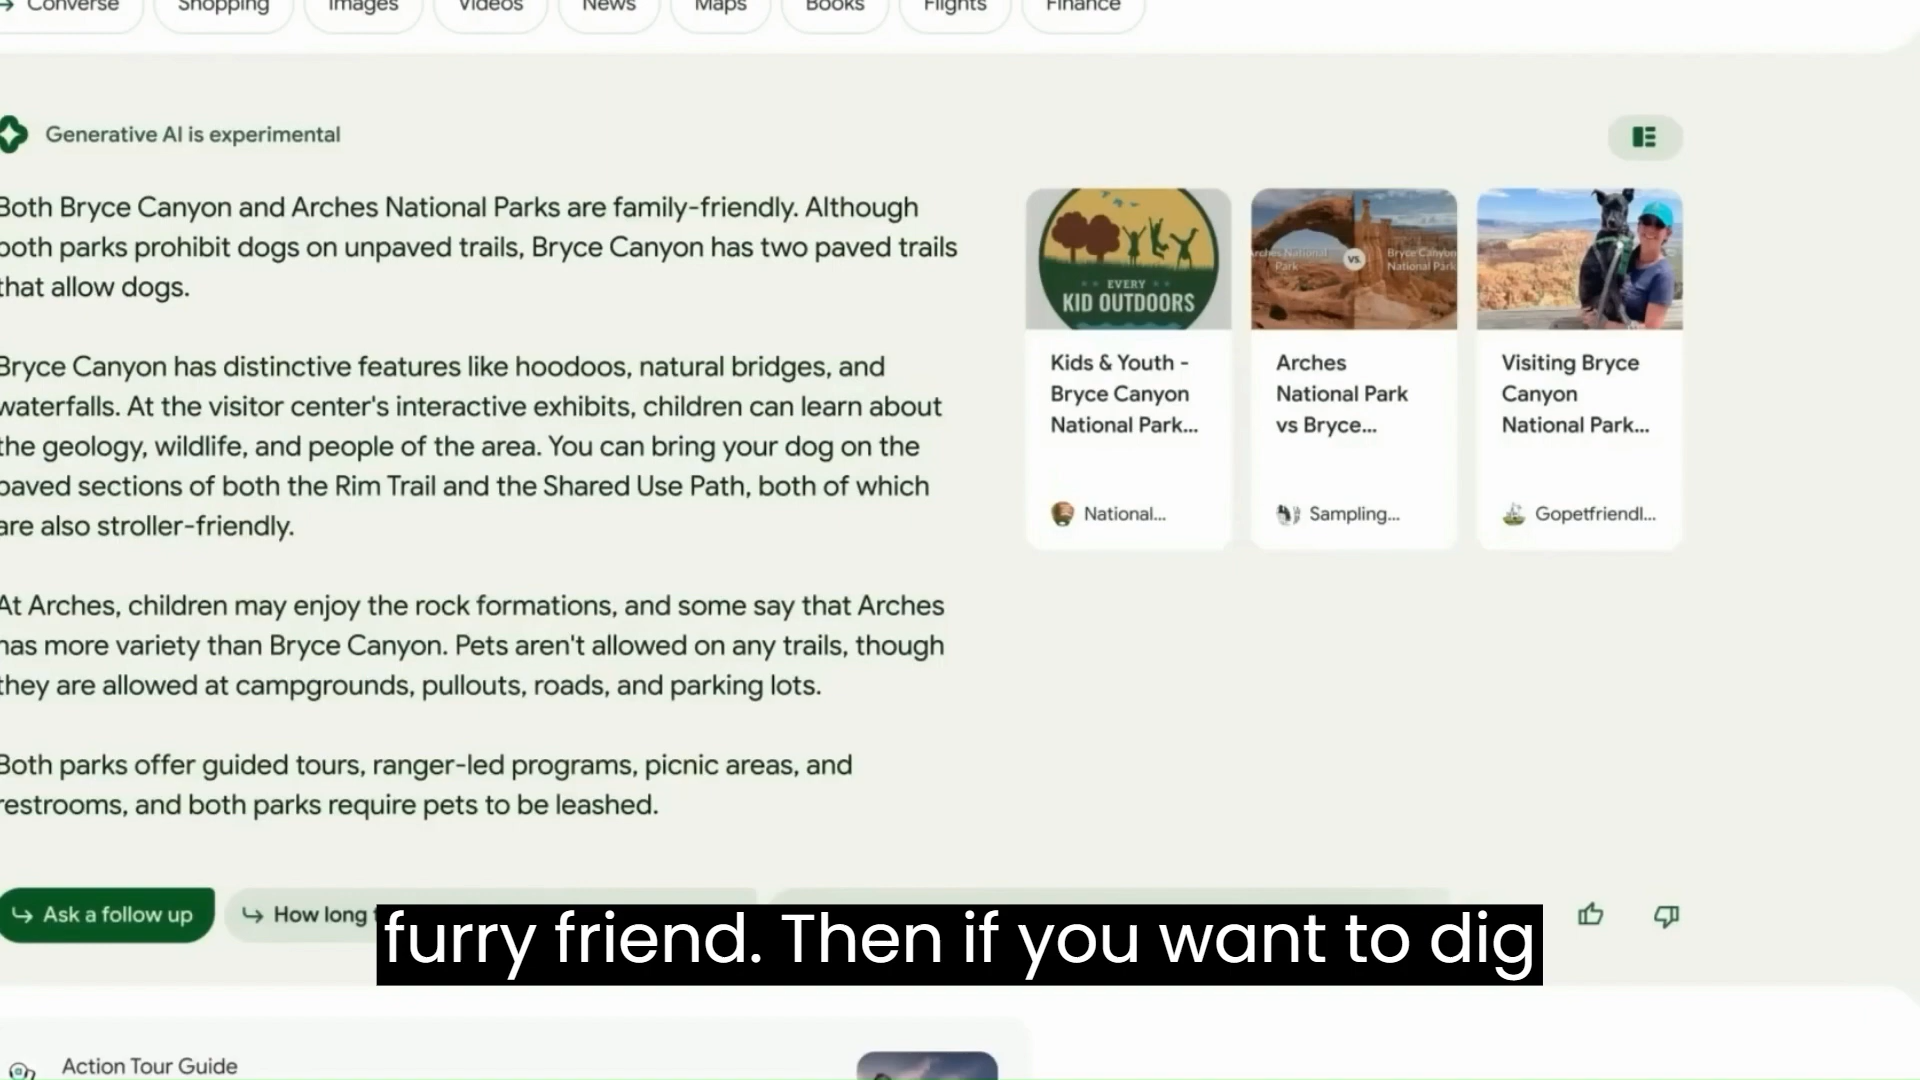 Converse Shopping Images Videos News Maps Books Flights Finance
Generative AI is experimental
Both Bryce Canyon and Arches National Parks are family-friendly. Although
both parks prohibit dogs on unpaved trails, Bryce Canyon has two paved trails
that allow dogs.
Bryce Canyon has distinctive features like hoodoos, natural bridges, and
waterfalls. At the visitor center's interactive exhibits, children can learn about
the geology, wildlife, and people of the area. You can bring your dog on the
paved sections of both the Rim Trail and the Shared Use Path, both of which
are also stroller-friendly.
At Arches, children may enjoy the rock formations, and some say that Arches
has more variety than Bryce Canyon. Pets aren't allowed on any trails, though
they are allowed at campgrounds, pullouts, roads, and parking lots.
Both parks offer guided tours, ranger-led programs, picnic areas, and
restrooms, and both parks require pets to be leashed.
EVERY
KID OUTDOORS
Kids & Youth -
Bryce Canyon
National Park...
National...
Arches National
Park
VS.
Bryce Canyon
National Park
Arches
National Park
vs Bryce...
Sampling...
Visiting Bryce
Canyon
National Park...
Gopetfriendl...
Ask a follow up
How long
furry friend. Then if you want to dig
Action Tour Guide